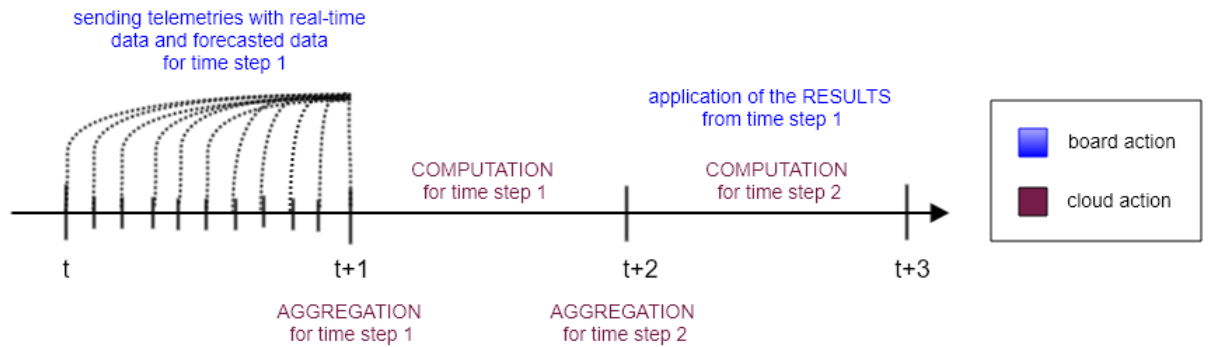 sending telemetries with real-time
data and forecasted data
for time step 1
application of the RESULTS
from time step 1
board action
cloud action
COMPUTATION
for time step 1
COMPUTATION
for time step 2
t
t+1
t+2
t+3
AGGREGATION
for time step 1
AGGREGATION
for time step 2